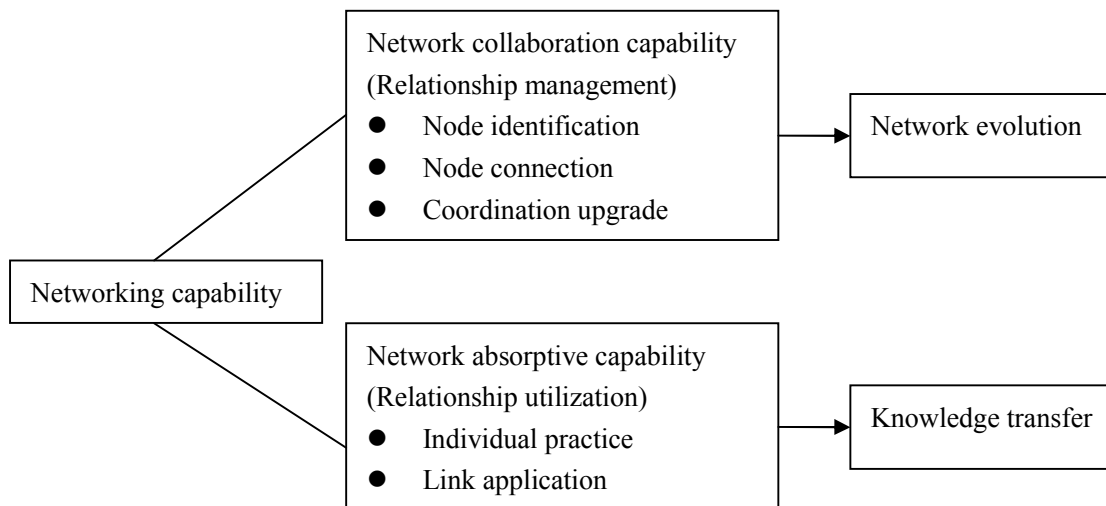 Network collaboration capability
(Relationship management)
● Node identification
● Node connection
● Coordination upgrade
Network evolution
Networking capability
Network absorptive capability
(Relationship utilization)
● Individual practice
● Link application
Knowledge transfer